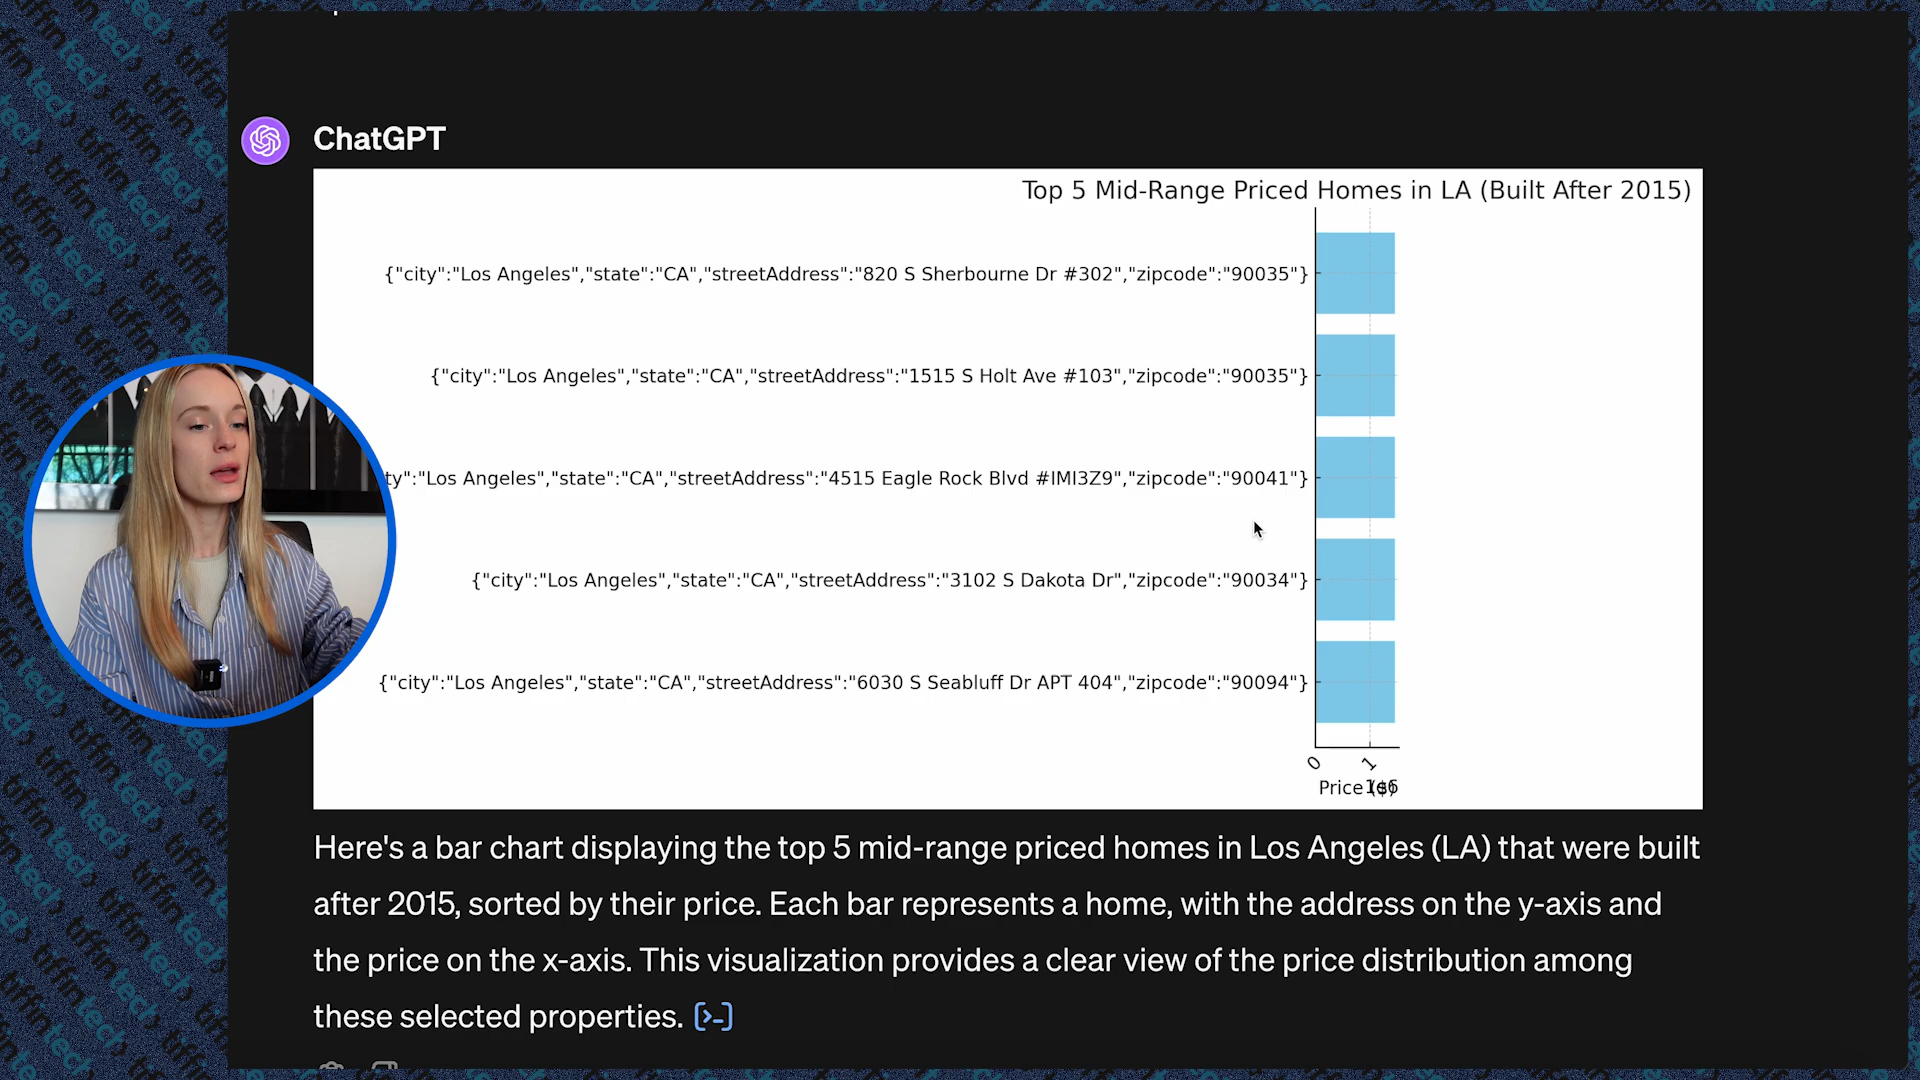 ChatGPT
Top 5 Mid-Range Priced Homes in LA (Built After 2015)
{"city":"Los Angeles","state":"CA","streetAddress":"820 S Sherbourne Dr #302","zipcode":"90035"}
{"city":"Los Angeles","state":"CA","streetAddress":"1515 S Holt Ave #103","zipcode":"90035"}
ty":"Los Angeles","state":"CA","streetAddress":"4515 Eagle Rock Blvd #IMI3Z9","zipcode":"90041"}
{"city":"Los Angeles","state":"CA","streetAddress":"3102 S Dakota Dr","zipcode":"90034"}
{"city":"Los Angeles","state":"CA","streetAddress":"6030 S Seabluff Dr APT 404","zipcode":"90094"}
0 1
Price ($) 1e6
Here's a bar chart displaying the top 5 mid-range priced homes in Los Angeles (LA) that were built
after 2015, sorted by their price. Each bar represents a home, with the address on the y-axis and
the price on the x-axis. This visualization provides a clear view of the price distribution among
these selected properties. [>_]
tiffintech